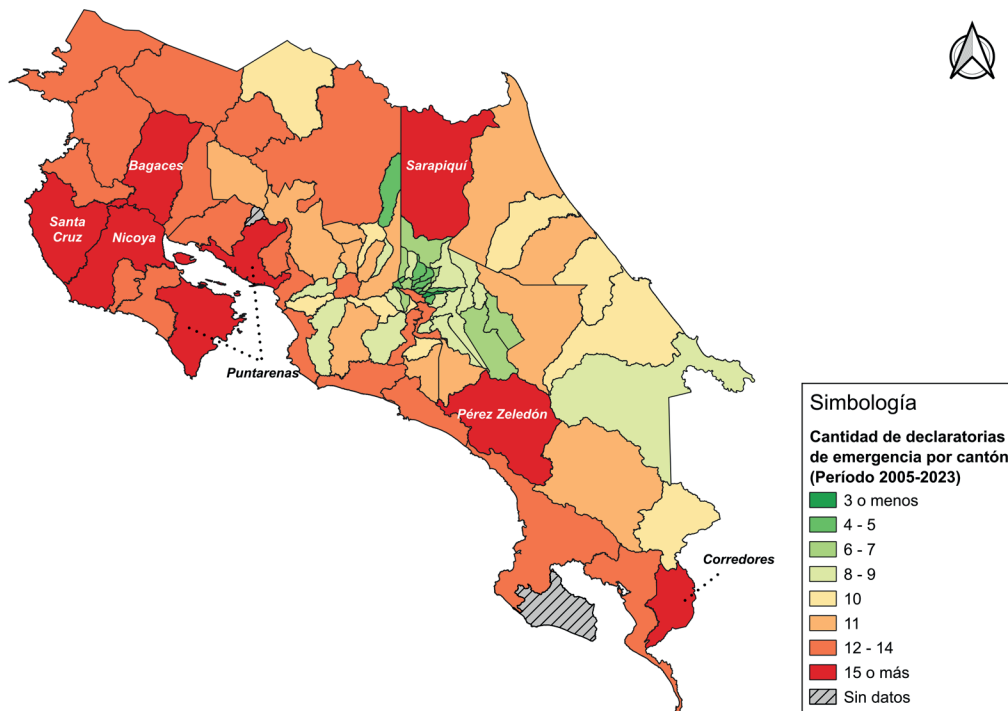 Bagaces
Sarapiquí
Santa
Cruz
Nicoya
Puntarenas
Pérez Zeledón
Corredores
Simbología
Cantidad de declaratorias
de emergencia por cantón
(Período 2005-2023)
3 o menos
4 - 5
6 - 7
8 - 9
10
11
12 - 14
15 o más
Sin datos